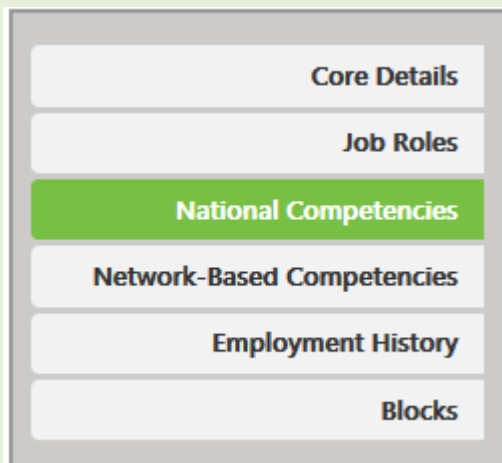 Core Details
Job Roles
National Competencies
Network-Based Competencies
Employment History
Blocks